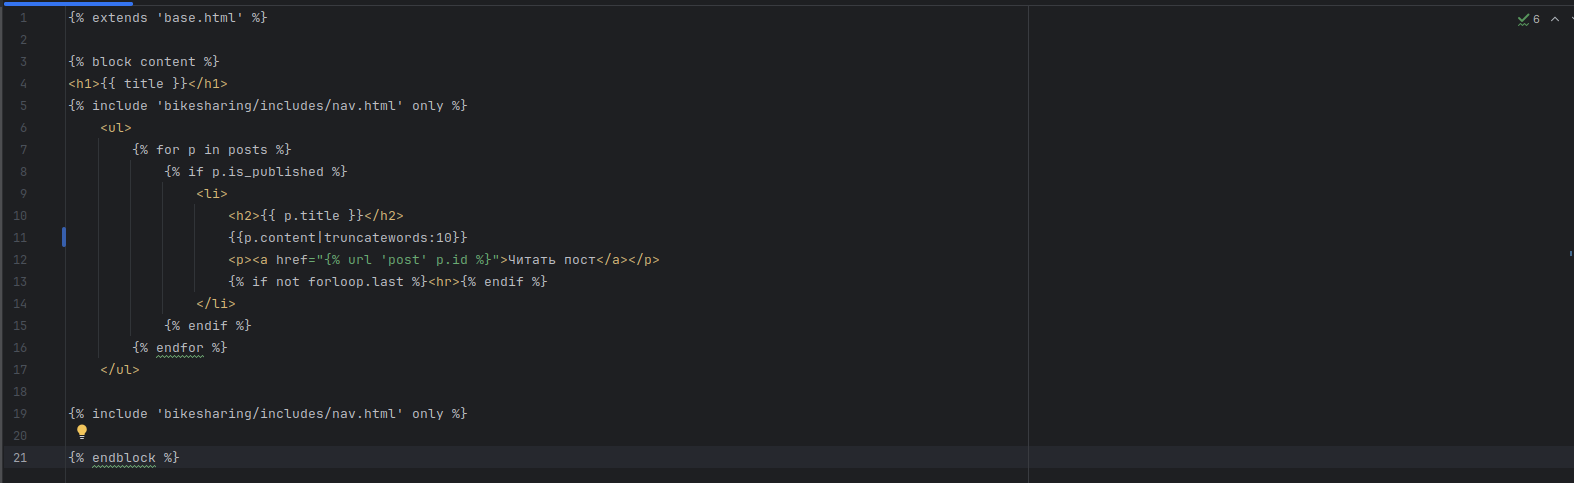 6
1 {% extends 'base.html' %}
2
3 {% block content %}
4 <h1>{{ title }}</h1>
5 {% include 'bikesharing/includes/nav.html' only %}
6     <ul>
7         {% for p in posts %}
8             {% if p.is_published %}
9                 <li>
10                     <h2>{{ p.title }}</h2>
11                     {{p.content|truncatewords:10}}
12                     <p><a href="{% url 'post' p.id %}">Читать пост</a></p>
13                     {% if not forloop.last %}<hr>{% endif %}
14                 </li>
15             {% endif %}
16         {% endfor %}
17     </ul>
18
19 {% include 'bikesharing/includes/nav.html' only %}
20
21 {% endblock %}